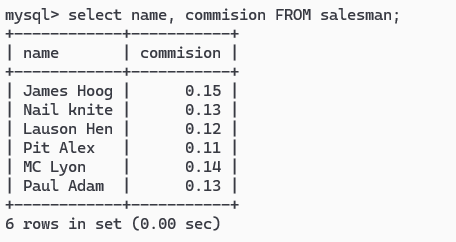 mysql> select name, commision FROM salesman;
+------------+-----------+
| name       | commision |
+------------+-----------+
| James Hoog |      0.15 |
| Nail knite |      0.13 |
| Lauson Hen |      0.12 |
| Pit Alex   |      0.11 |
| MC Lyon    |      0.14 |
| Paul Adam  |      0.13 |
+------------+-----------+
6 rows in set (0.00 sec)